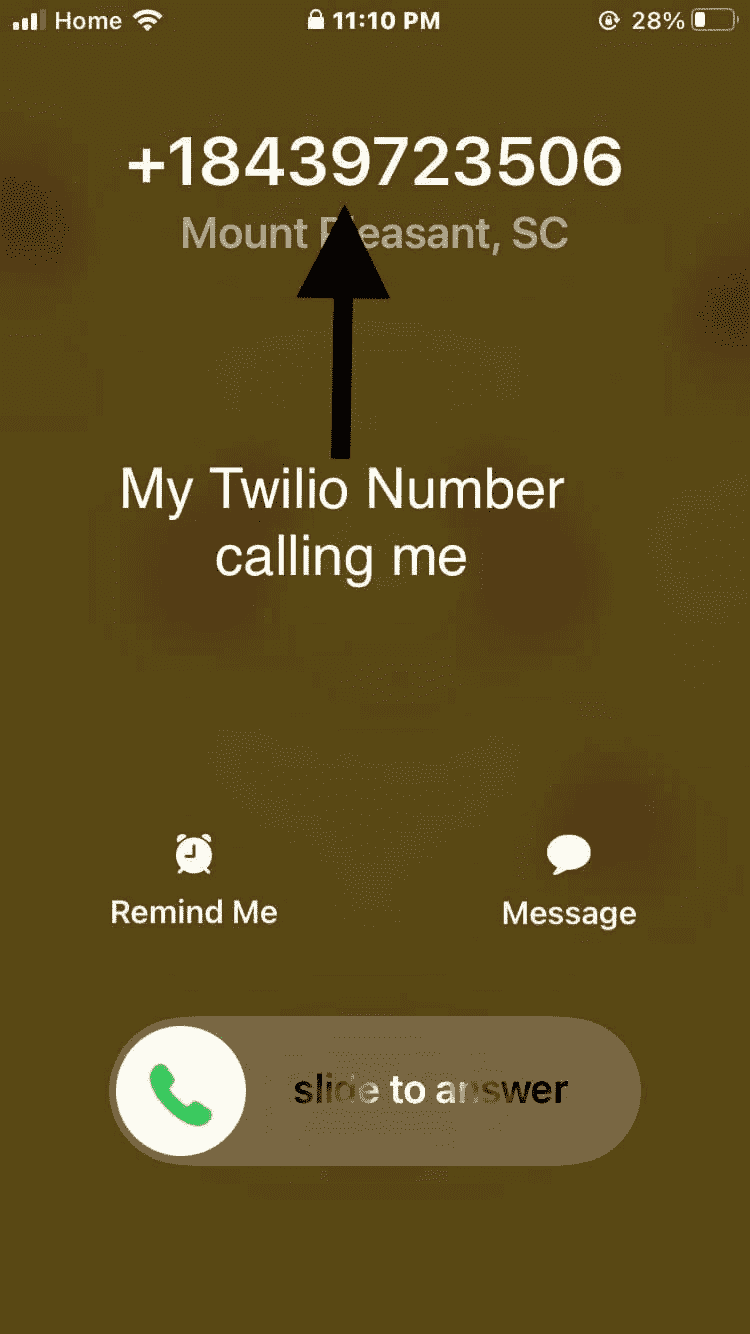 Home 11:10 PM 28%
+18439723506
Mount Pleasant, SC
My Twilio Number
calling me
Remind Me Message
slide to answer